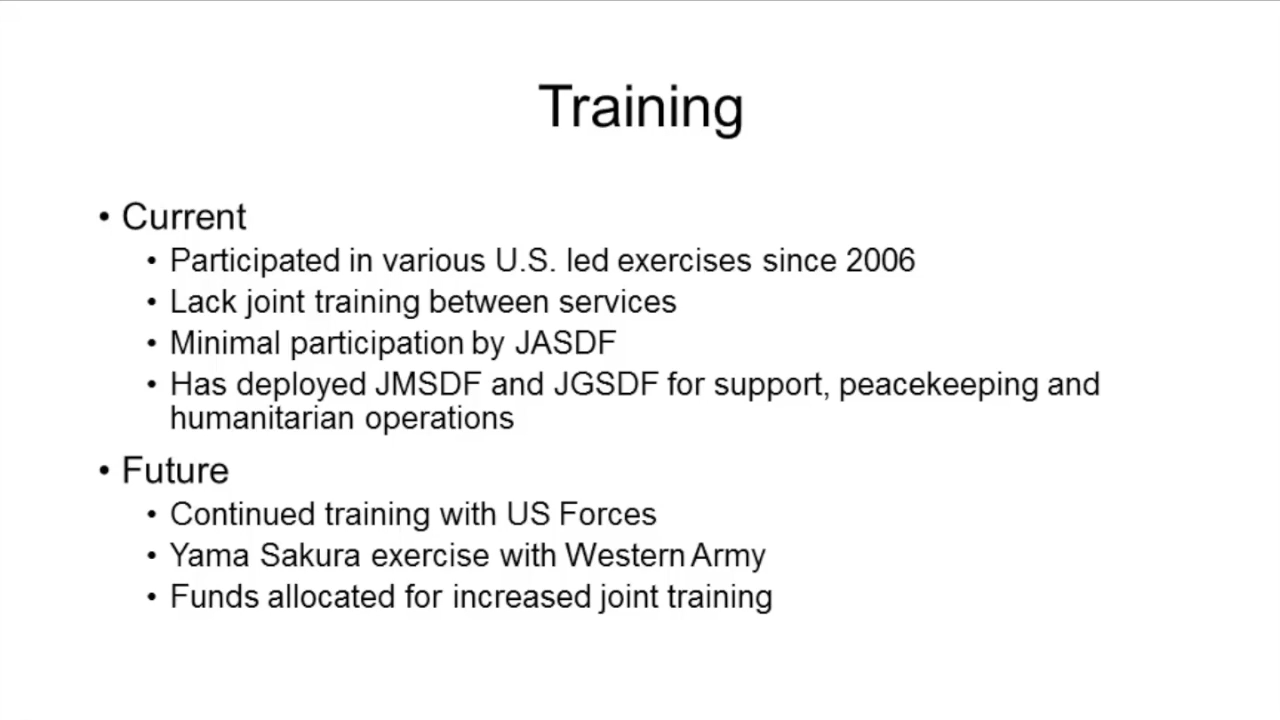 Training
• Current
• Participated in various U.S. led exercises since 2006
• Lack joint training between services
• Minimal participation by JASDF
• Has deployed JMSDF and JGSDF for support, peacekeeping and
humanitarian operations
• Future
• Continued training with US Forces
• Yama Sakura exercise with Western Army
• Funds allocated for increased joint training